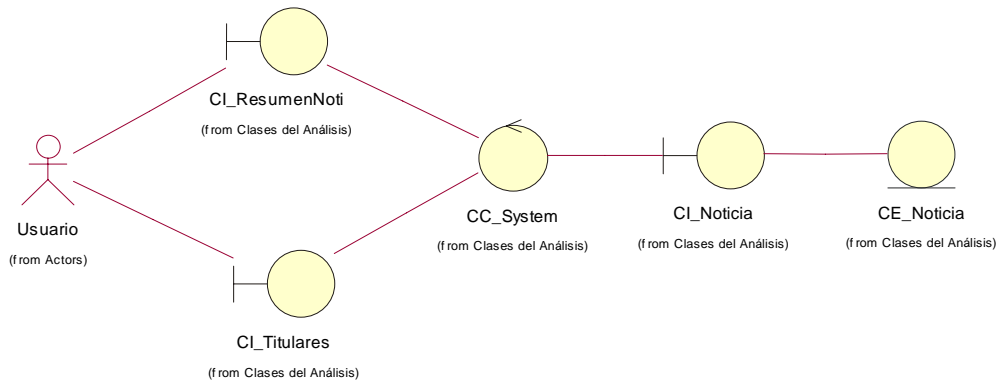 CI_ResumenNoti
(from Clases del Análisis)
Usuario
(from Actors)
CC_System
(from Clases del Análisis)
CI_Noticia
(from Clases del Análisis)
CE_Noticia
(from Clases del Análisis)
CI_Titulares
(from Clases del Análisis)